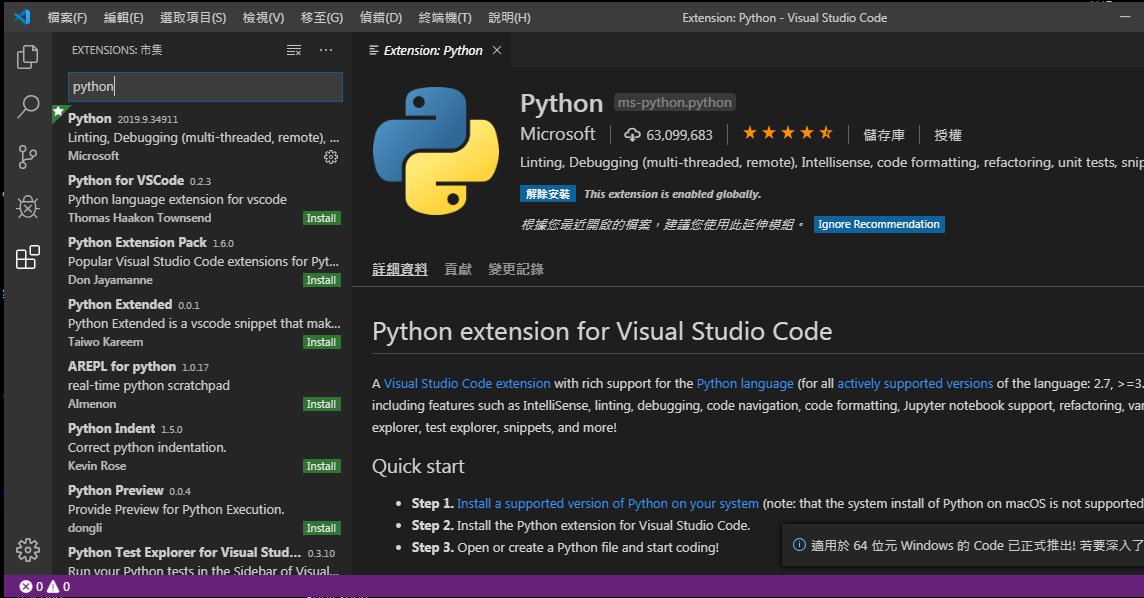 檔案(F) 編輯(E) 選取項目(S) 檢視(V) 移至(G) 偵錯(D) 終端機(T) 說明(H) Extension: Python - Visual Studio Code
EXTENSIONS: 市集
python
Python 2019.9.34911
Linting, Debugging (multi-threaded, remote), ...
Microsoft
Python for VSCode 0.2.3
Python language extension for vscode
Thomas Haakon Townsend Install
Python Extension Pack 1.6.0
Popular Visual Studio Code extensions for Pyt...
Don Jayamanne Install
Python Extended 0.0.1
Python Extended is a vscode snippet that mak...
Taiwo Kareem Install
AREPL for python 1.0.17
real-time python scratchpad
Almenon Install
Python Indent 1.5.0
Correct python indentation.
Kevin Rose Install
Python Preview 0.0.4
Provide Preview for Python Execution.
dongli Install
Python Test Explorer for Visual Stud... 0.3.10
Run your Python tests in the Sidebar of Visual...
Extension: Python
Python ms-python.python
Microsoft 63,099,683 儲存庫 授權
Linting, Debugging (multi-threaded, remote), Intellisense, code formatting, refactoring, unit tests, snip
解除安裝 This extension is enabled globally.
根據您最近開啟的檔案，建議您使用此延伸模組。 Ignore Recommendation
詳細資料 貢獻 變更記錄
Python extension for Visual Studio Code
A Visual Studio Code extension with rich support for the Python language (for all actively supported versions of the language: 2.7, >=3.
including features such as IntelliSense, linting, debugging, code navigation, code formatting, Jupyter notebook support, refactoring, var
explorer, test explorer, snippets, and more!
Quick start
• Step 1. Install a supported version of Python on your system (note: that the system install of Python on macOS is not supported
• Step 2. Install the Python extension for Visual Studio Code.
• Step 3. Open or create a Python file and start coding!
適用於 64 位元 Windows 的 Code 已正式推出! 若要深入了
0 0